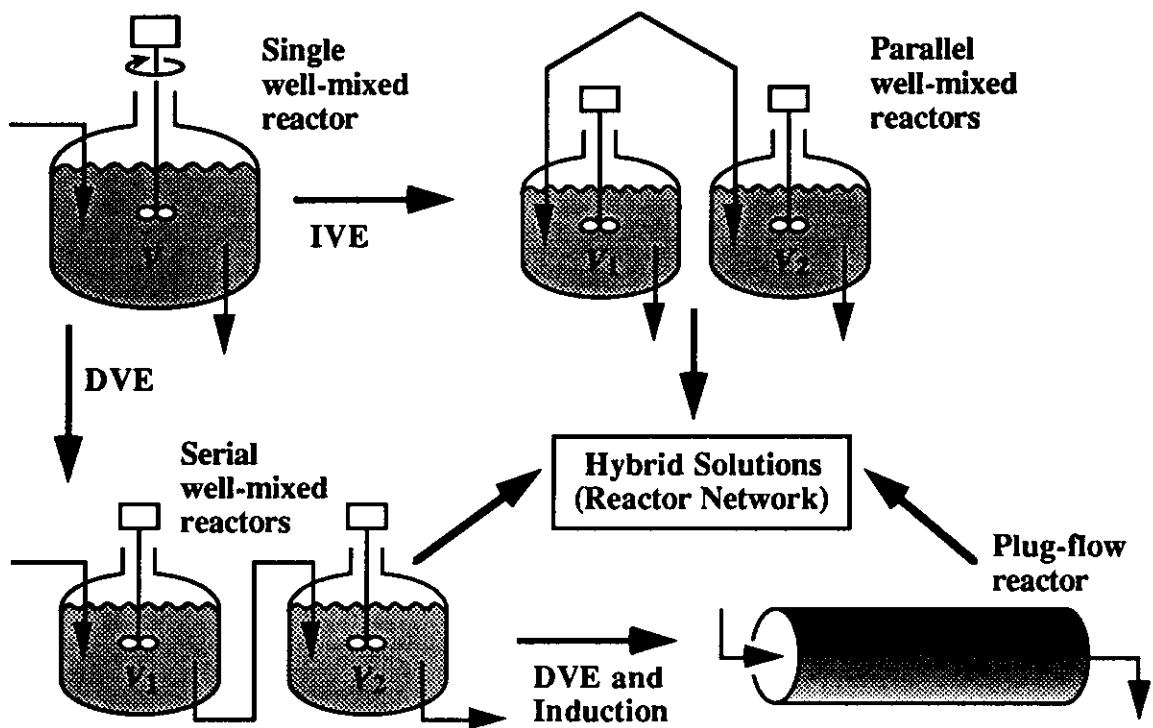 Single
well-mixed
reactor
Parallel
well-mixed
reactors
V
IVE
V1
V2
DVE
Serial
well-mixed
reactors
Hybrid Solutions
(Reactor Network)
Plug-flow
reactor
V1
V2
DVE and
Induction